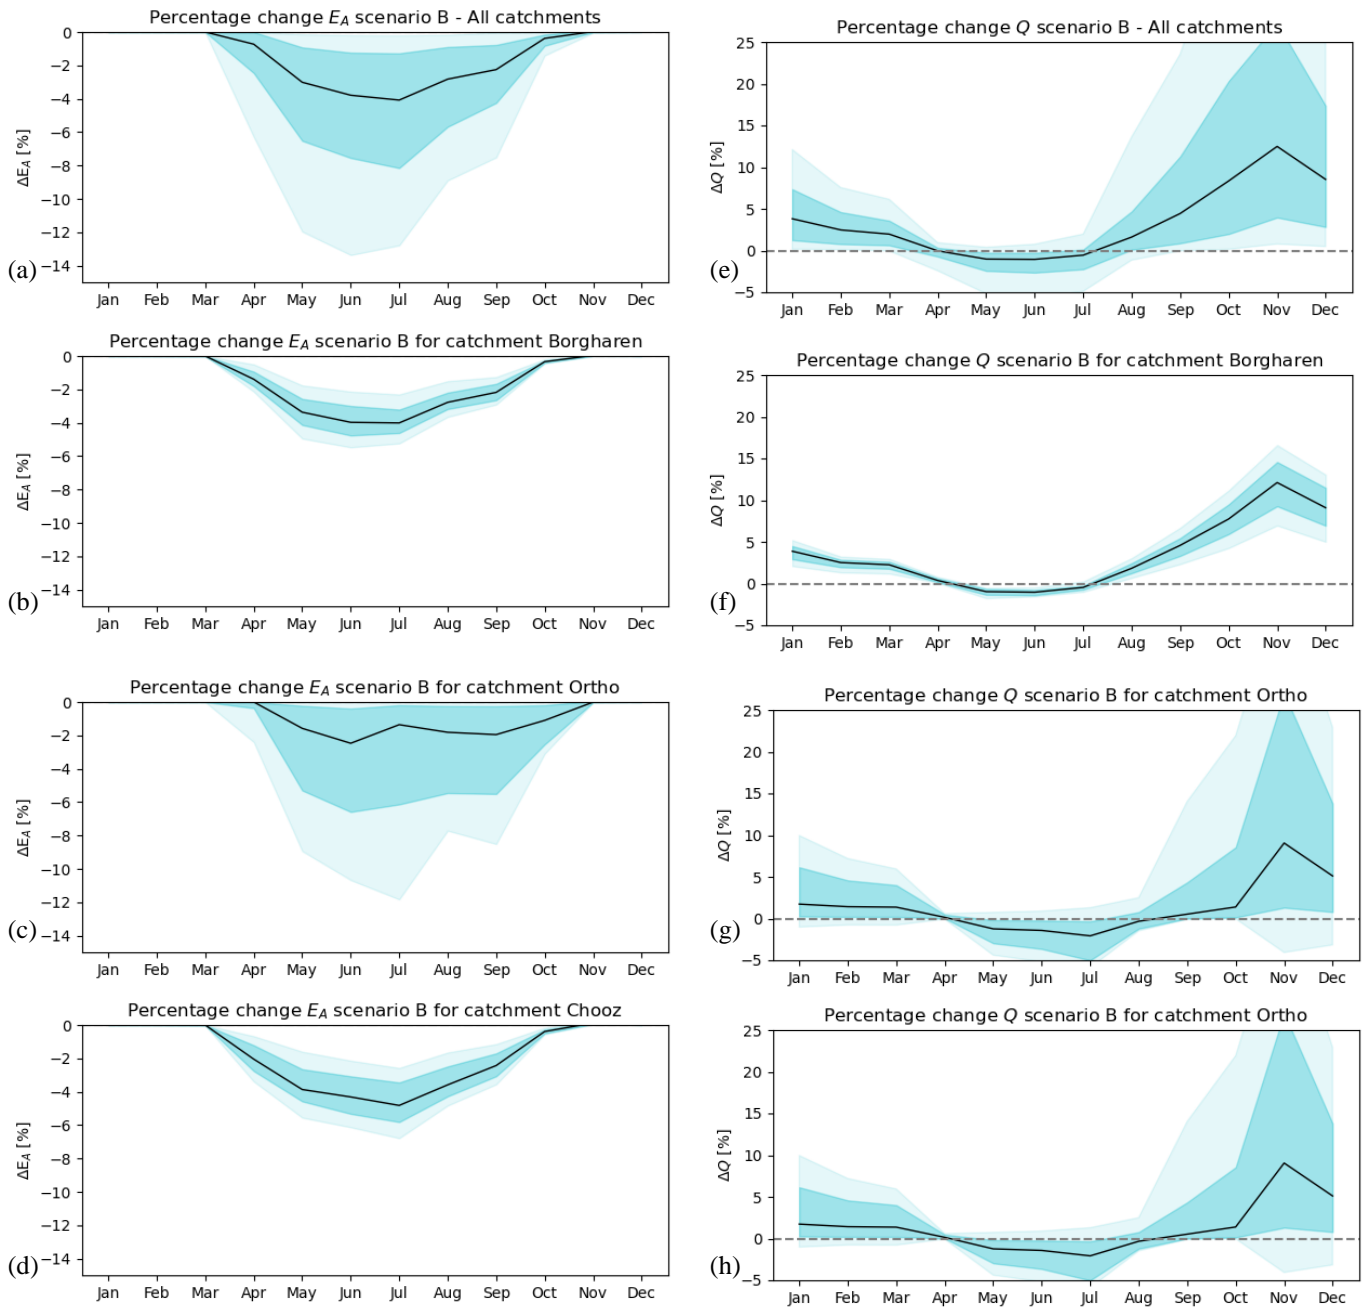 Percentage change E_A scenario B - All catchments
0
−2
−4
−6
−8
−10
−12
−14
ΔE_A [%]
(a)
Jan Feb Mar Apr May Jun Jul Aug Sep Oct Nov Dec
Percentage change Q scenario B - All catchments
25
20
15
10
5
0
−5
ΔQ [%]
(e)
Jan Feb Mar Apr May Jun Jul Aug Sep Oct Nov Dec
Percentage change E_A scenario B for catchment Borgharen
0
−2
−4
−6
−8
−10
−12
−14
ΔE_A [%]
(b)
Jan Feb Mar Apr May Jun Jul Aug Sep Oct Nov Dec
Percentage change Q scenario B for catchment Borgharen
25
20
15
10
5
0
−5
ΔQ [%]
(f)
Jan Feb Mar Apr May Jun Jul Aug Sep Oct Nov Dec
Percentage change E_A scenario B for catchment Ortho
0
−2
−4
−6
−8
−10
−12
−14
ΔE_A [%]
(c)
Jan Feb Mar Apr May Jun Jul Aug Sep Oct Nov Dec
Percentage change Q scenario B for catchment Ortho
25
20
15
10
5
0
−5
ΔQ [%]
(g)
Jan Feb Mar Apr May Jun Jul Aug Sep Oct Nov Dec
Percentage change E_A scenario B for catchment Chooz
0
−2
−4
−6
−8
−10
−12
−14
ΔE_A [%]
(d)
Jan Feb Mar Apr May Jun Jul Aug Sep Oct Nov Dec
Percentage change Q scenario B for catchment Ortho
25
20
15
10
5
0
−5
ΔQ [%]
(h)
Jan Feb Mar Apr May Jun Jul Aug Sep Oct Nov Dec